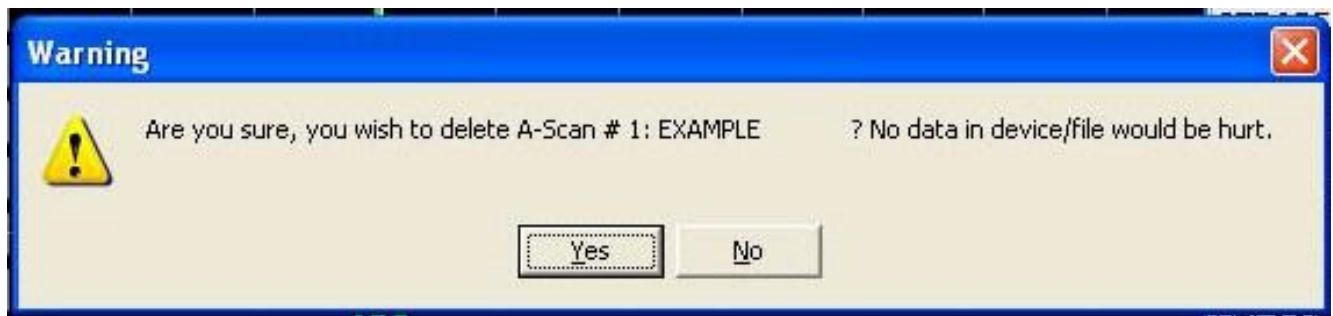 Warning
Are you sure, you wish to delete A-Scan # 1: EXAMPLE ? No data in device/file would be hurt.
Yes
No